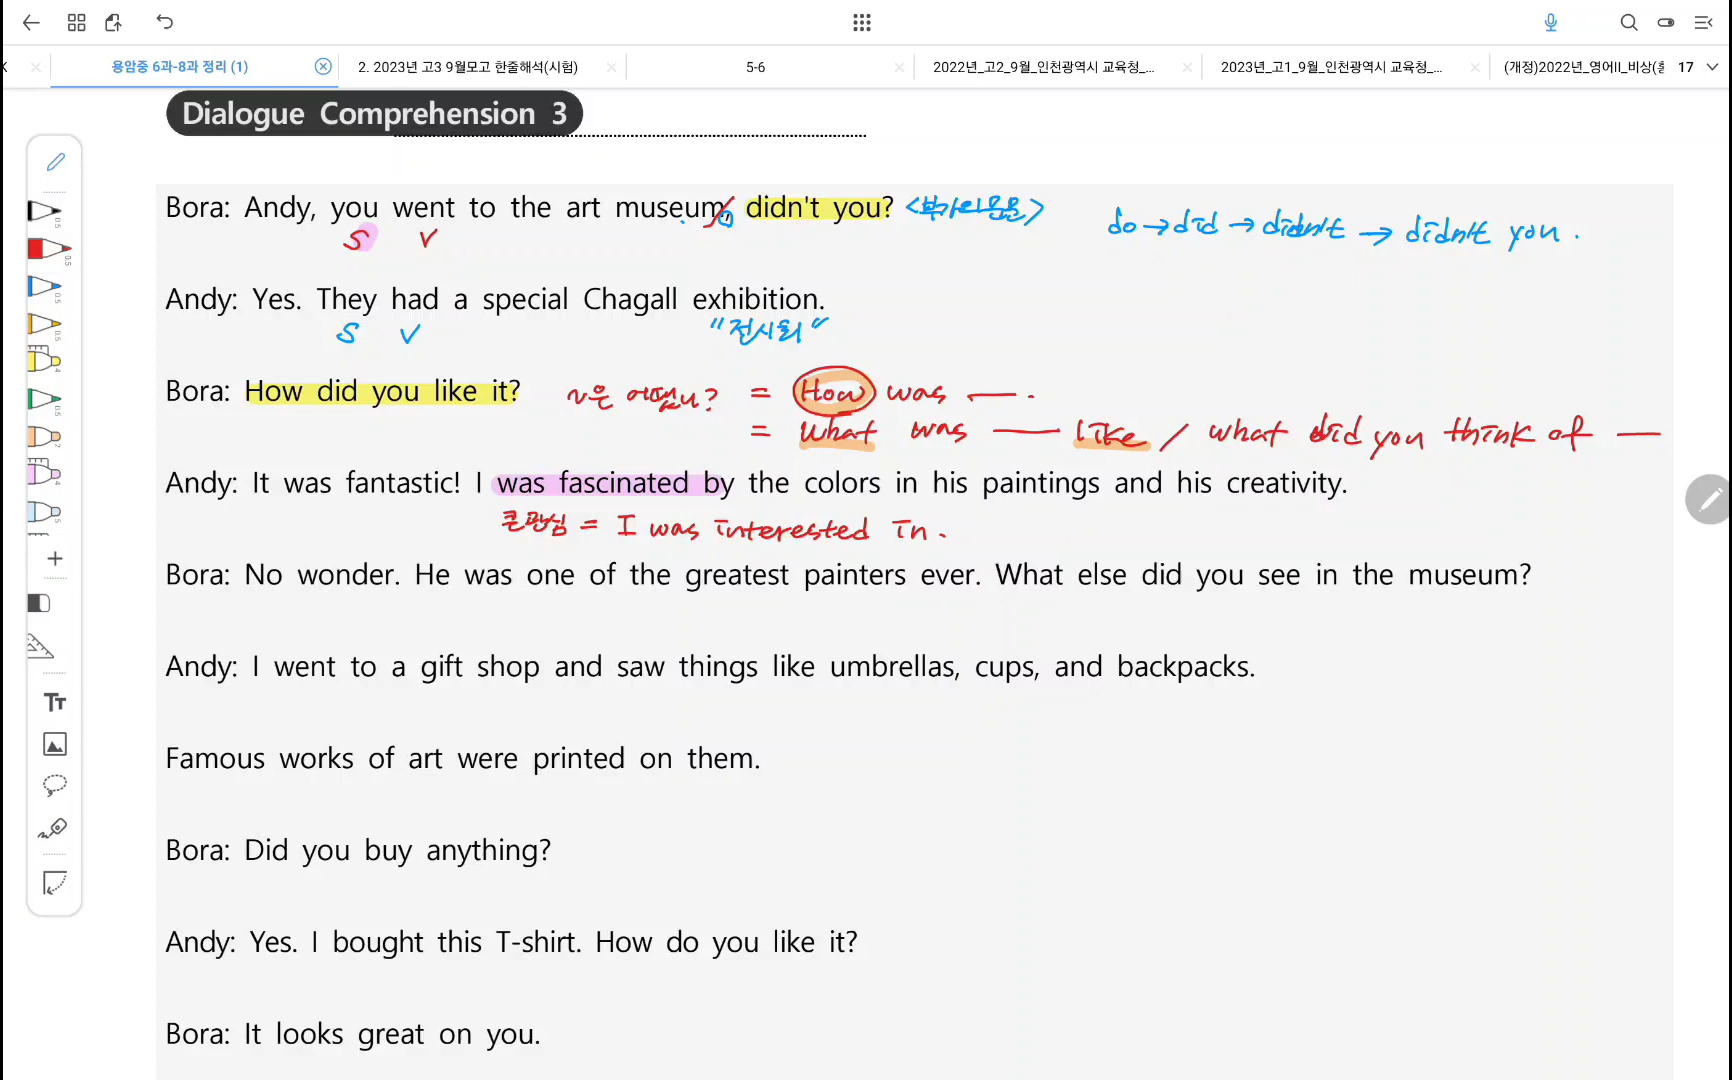 용암중 6과-8과 정리 (1)
2. 2023년 고3 9월모고 한줄해석(시험)
5-6
2022년_고2_9월_인천광역시 교육청_...
2023년_고1_9월_인천광역시 교육청_...
(개정)2022년_영어II_비상(홍
17
Dialogue Comprehension 3
Bora: Andy, you went to the art museum, didn't you? <부가의문문>
do → did → didn't → didn't you.
S V
Andy: Yes. They had a special Chagall exhibition.
S V "전시회"
Bora: How did you like it? ~은 어땠니? = How was ―.
= What was ― like / what did you think of ―
Andy: It was fantastic! I was fascinated by the colors in his paintings and his creativity.
큰관심 = I was interested in.
Bora: No wonder. He was one of the greatest painters ever. What else did you see in the museum?
Andy: I went to a gift shop and saw things like umbrellas, cups, and backpacks.
Famous works of art were printed on them.
Bora: Did you buy anything?
Andy: Yes. I bought this T-shirt. How do you like it?
Bora: It looks great on you.